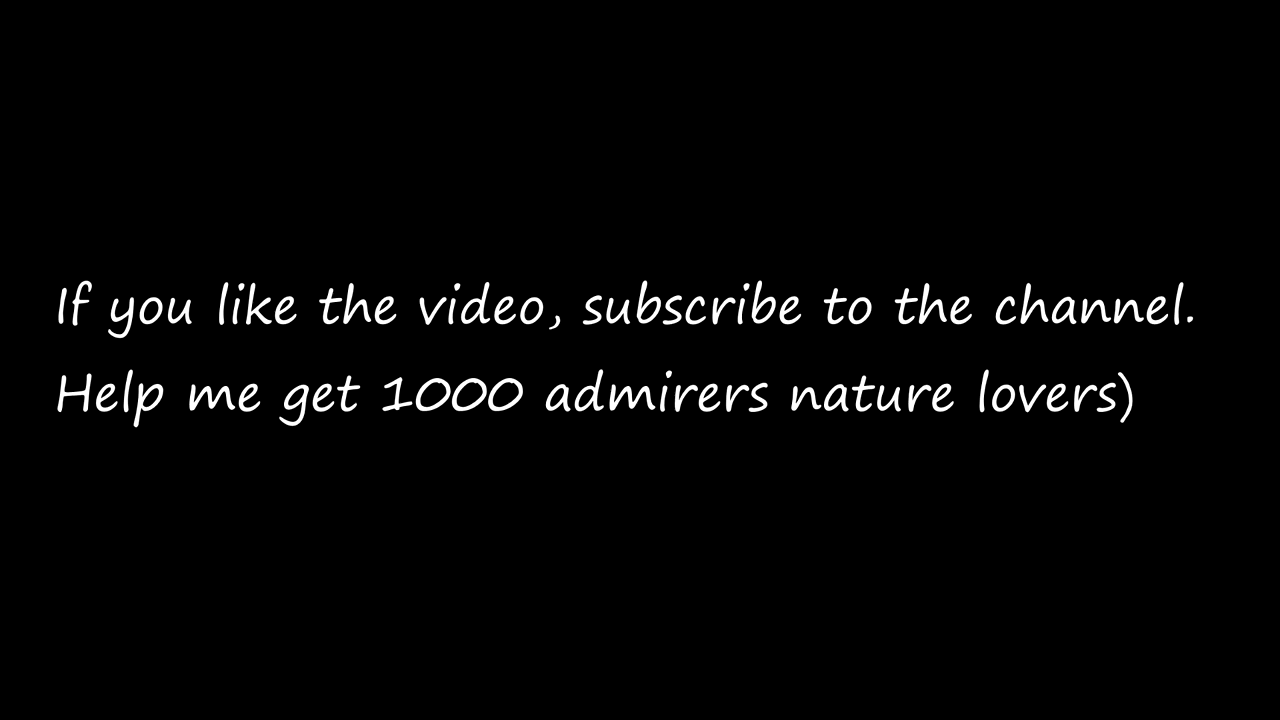 If you like the video, subscribe to the channel.
Help me get 1000 admirers nature lovers)